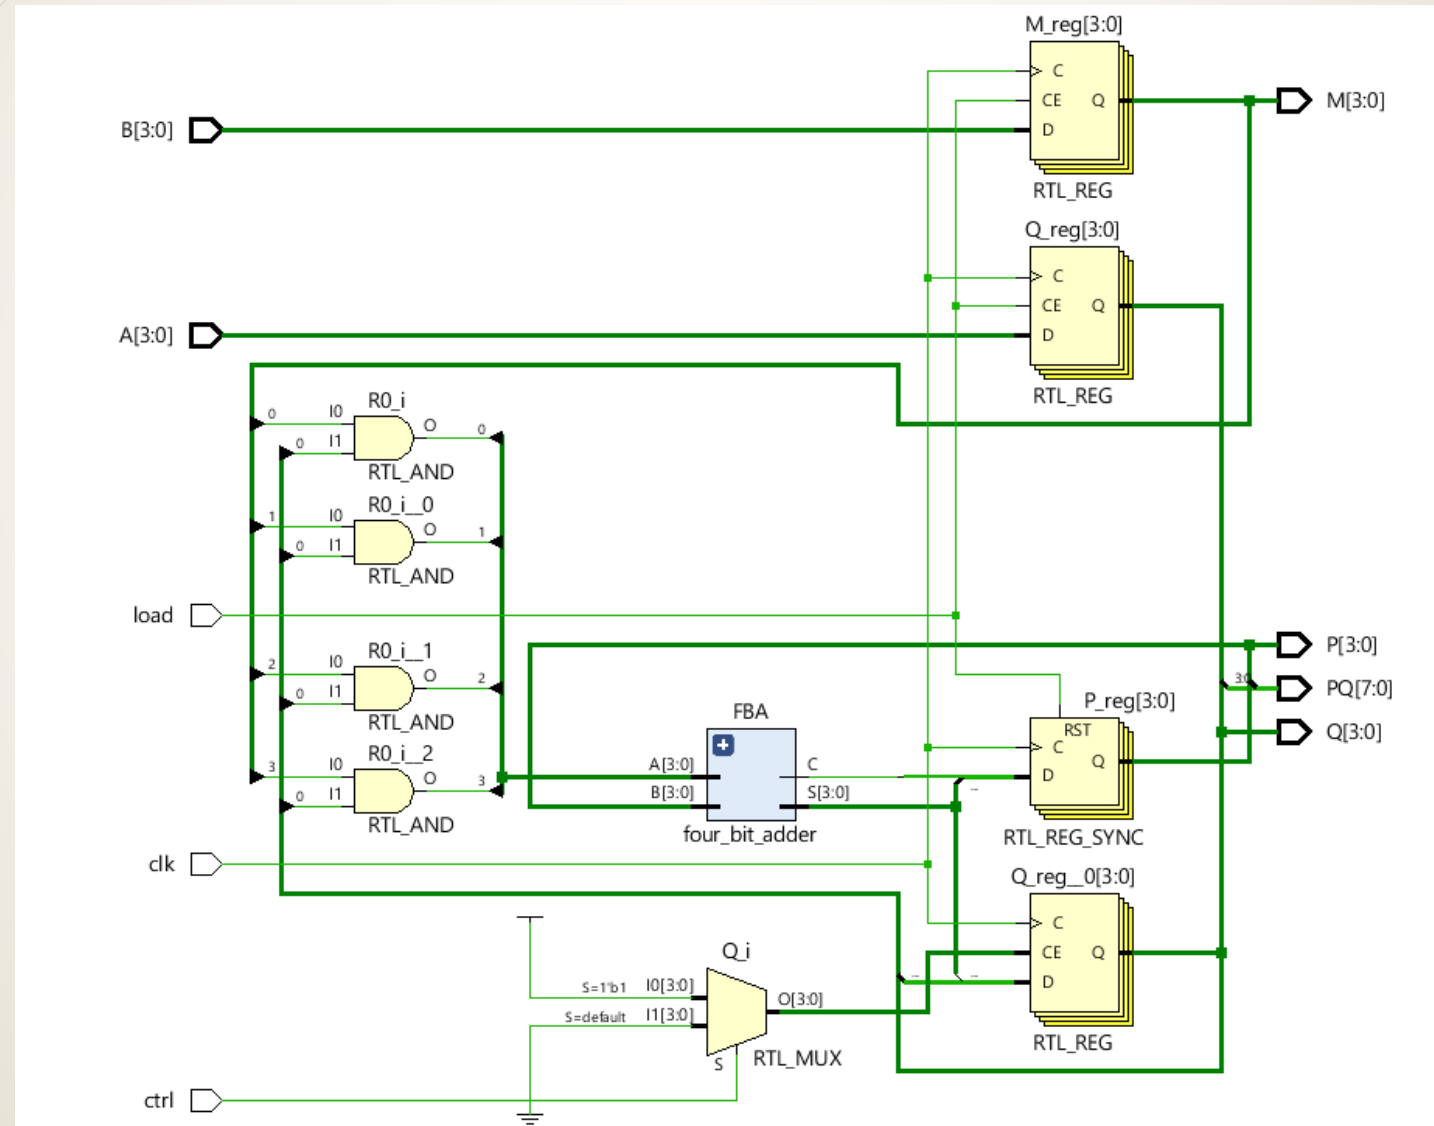 M_reg[3:0]
C
CE Q
D
RTL_REG
M[3:0]
B[3:0]
Q_reg[3:0]
C
CE Q
D
RTL_REG
A[3:0]
R0_i
0 I0 O 0
0 I1
RTL_AND
R0_i__0
1 I0 O 1
0 I1
RTL_AND
load
R0_i__1
2 I0 O 2
0 I1
RTL_AND
R0_i__2
3 I0 O 3
0 I1
RTL_AND
FBA
A[3:0] C
B[3:0] S[3:0]
four_bit_adder
P_reg[3:0]
RST
C
D Q
RTL_REG_SYNC
P[3:0]
3:0 PQ[7:0]
Q[3:0]
clk
Q_reg__0[3:0]
C
CE Q
D
RTL_REG
Q_i
S=1'b1 I0[3:0]
S=default I1[3:0]
O[3:0]
S
RTL_MUX
ctrl